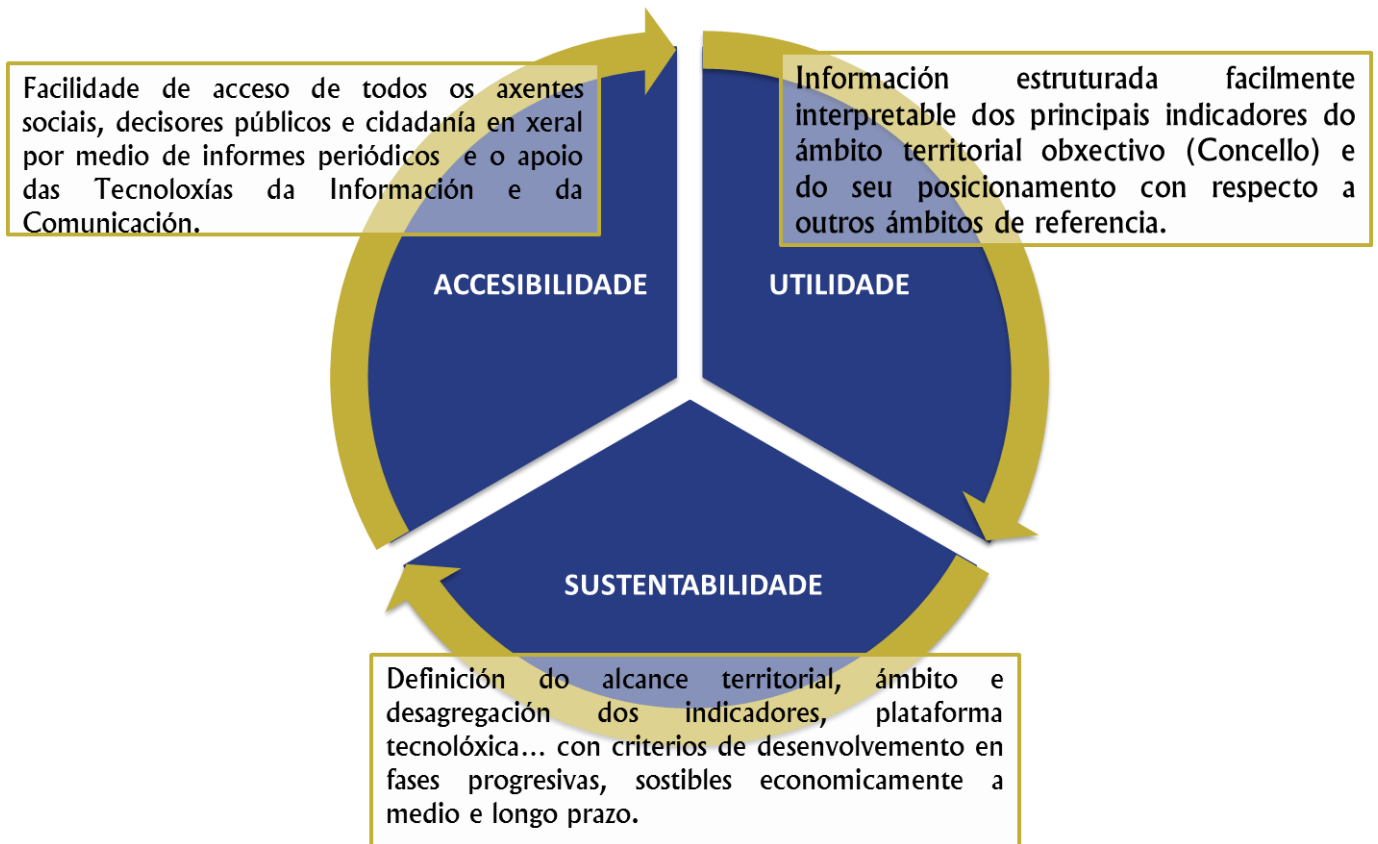 Facilidade de acceso de todos os axentes
sociais, decisores públicos e cidadanía en xeral
por medio de informes periódicos e o apoio
das Tecnoloxías da Información e da
Comunicación.
Información estruturada facilmente
interpretable dos principais indicadores do
ámbito territorial obxectivo (Concello) e
do seu posicionamento con respecto a
outros ámbitos de referencia.
ACCESIBILIDADE
UTILIDADE
SUSTENTABILIDADE
Definición do alcance territorial, ámbito e
desagregación dos indicadores, plataforma
tecnolóxica... con criterios de desenvolvemento en
fases progresivas, sostibles economicamente a
medio e longo prazo.